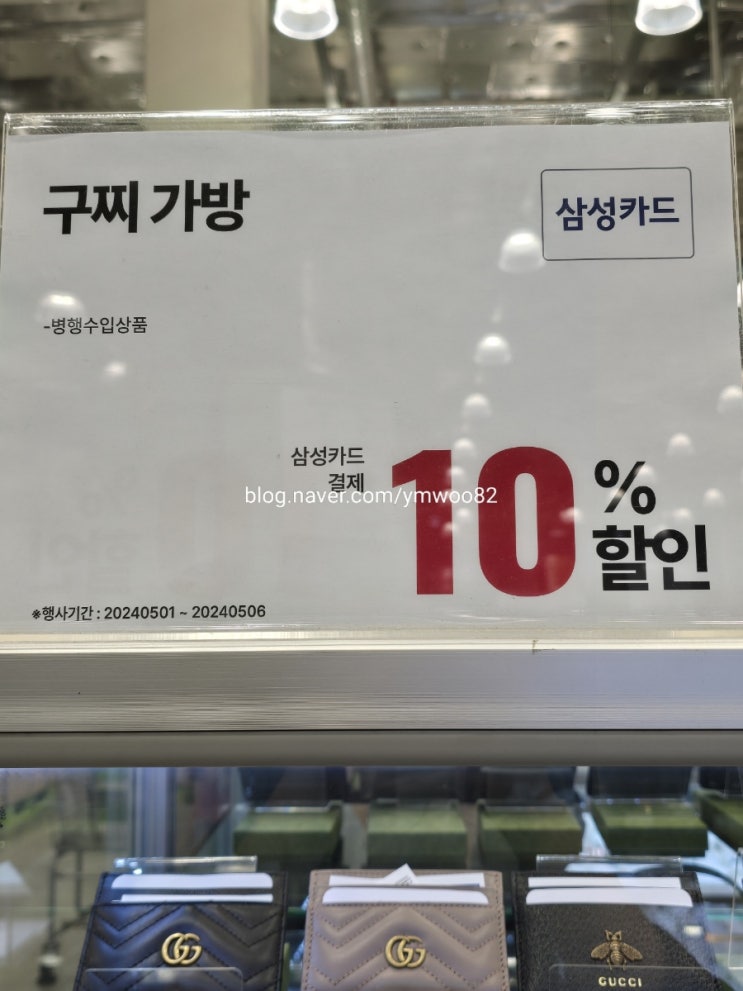 구찌 가방
삼성카드
-병행수입상품
삼성카드
결제
10%
할인
blog.naver.com/ymwoo82
※행사기간 : 20240501 ~ 20240506
GUCCI